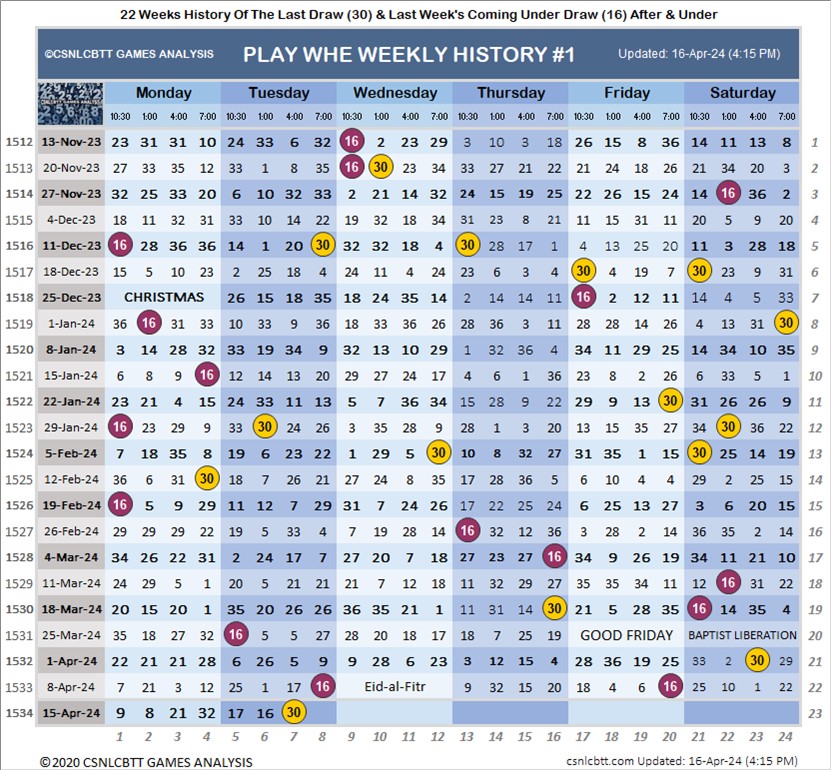 22 Weeks History Of The Last Draw (30) & Last Week's Coming Under Draw (16) After & Under
©CSNLCBTT GAMES ANALYSIS PLAY WHE WEEKLY HISTORY #1 Updated: 16-Apr-24 (4:15 PM)
Monday Tuesday Wednesday Thursday Friday Saturday
CSNLCBTT GAMES ANALYSIS
10:30 1:00 4:00 7:00 10:30 1:00 4:00 7:00 10:30 1:00 4:00 7:00 10:30 1:00 4:00 7:00 10:30 1:00 4:00 7:00 10:30 1:00 4:00 7:00
1512 13-Nov-23 23 31 31 10 24 33 6 32 16 2 23 29 3 10 3 18 26 15 8 36 14 11 13 8 1
1513 20-Nov-23 27 33 35 12 33 1 8 35 16 30 23 34 33 27 21 22 21 24 18 26 21 34 20 3 2
1514 27-Nov-23 32 25 33 20 6 10 32 33 2 21 14 32 24 15 19 25 22 26 15 24 14 16 36 2 3
1515 4-Dec-23 18 11 32 31 33 10 14 22 19 32 18 34 31 23 8 21 11 15 31 31 20 5 9 20 4
1516 11-Dec-23 16 28 36 36 14 1 20 30 32 32 18 4 30 28 17 1 4 13 25 20 11 3 28 18 5
1517 18-Dec-23 15 5 10 23 2 25 18 4 24 11 4 24 23 6 3 4 30 4 19 7 30 23 9 31 6
1518 25-Dec-23 CHRISTMAS 26 15 18 35 18 24 35 14 2 14 14 11 16 2 12 11 14 4 5 33 7
1519 1-Jan-24 36 16 31 33 10 33 9 36 18 33 36 26 28 36 3 11 28 28 14 26 4 13 31 30 8
1520 8-Jan-24 3 14 28 32 33 19 34 9 32 13 10 29 1 32 36 4 34 11 29 25 14 34 10 35 9
1521 15-Jan-24 6 8 9 16 12 14 13 20 29 27 24 17 4 6 1 36 23 8 1 26 6 33 5 1 10
1522 22-Jan-24 23 21 4 15 24 33 11 13 5 7 36 34 15 28 9 22 29 9 13 30 31 26 26 9 11
1523 29-Jan-24 16 23 29 9 33 30 24 26 3 35 28 9 28 1 3 20 13 15 35 27 34 30 22 34 12
1524 5-Feb-24 7 18 35 8 19 6 23 22 1 29 5 30 10 8 32 27 31 35 1 15 30 25 14 19 13
1525 12-Feb-24 36 6 31 30 18 7 26 21 27 24 8 35 17 28 36 5 6 10 4 4 29 2 25 15 14
1526 19-Feb-24 16 5 9 29 11 12 7 29 31 7 24 26 17 22 25 24 6 25 13 27 3 6 20 15 15
1527 26-Feb-24 29 29 29 22 19 5 33 4 7 19 28 14 16 32 12 36 3 28 2 14 36 33 2 14 16
1528 4-Mar-24 34 26 22 31 2 24 17 7 27 20 7 18 27 23 27 16 34 9 26 19 34 11 21 10 17
1529 11-Mar-24 24 29 5 1 20 5 21 21 21 7 12 18 11 32 29 27 35 35 34 11 12 16 31 22 18
1530 18-Mar-24 20 15 20 1 35 20 26 26 36 35 21 1 11 31 14 30 21 5 28 35 16 14 35 4 19
1531 25-Mar-24 35 18 27 32 16 5 5 27 28 20 18 17 18 7 25 19 GOOD FRIDAY BAPTIST LIBERATION 20
1532 1-Apr-24 22 21 21 28 6 26 5 9 9 28 6 23 3 12 15 4 28 36 19 25 33 2 30 29 21
1533 8-Apr-24 7 21 3 12 25 1 17 16 Eid-al-Fitr 9 32 15 20 18 4 6 16 25 10 1 22 22
1534 15-Apr-24 9 8 21 32 17 16 30 23
1 2 3 4 5 6 7 8 9 10 11 12 13 14 15 16 17 18 19 20 21 22 23 24
©2020 CSNLCBTT GAMES ANALYSIS csnlcbtt.com Updated: 16-Apr-24 (4:15 PM)